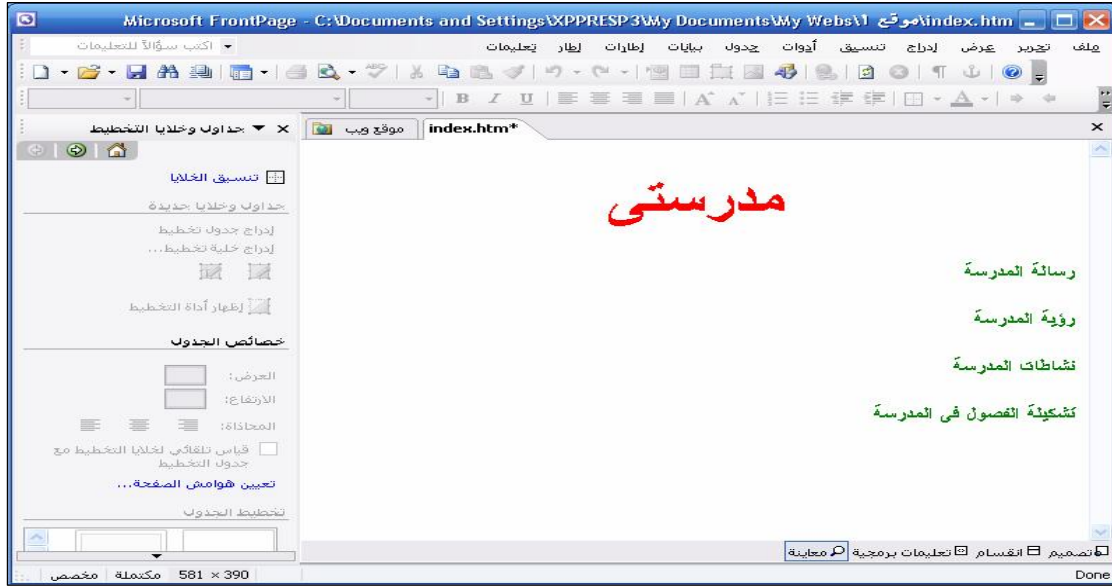 Microsoft FrontPage - C:\Documents and Settings\XPPRESP3\My Documents\My Webs\موقع 1\index.htm
ملف تحرير عرض إدراج تنسيق أدوات جدول بيانات إطارات إطار تعليمات
اكتب سؤالاً للتعليمات
B I U
A A A
index.htm*
موقع ويب
جداول وخلايا التخطيط
تنسيق الخلايا
جداول وخلايا جديدة
إدراج جدول تخطيط
إدراج خلية تخطيط...
إظهار أداة التخطيط
خصائص الجدول
العرض:
الارتفاع:
المحاذاة:
قياس تلقائي لخلايا التخطيط مع
جدول التخطيط
تعيين هوامش الصفحة...
تخطيط الجدول
مدرستى
رسالة المدرسة
رؤية المدرسة
نشاطات المدرسة
تشكيلة الفصول فى المدرسة
تصميم انقسام تعليمات برمجية معاينة
Done
581 × 390 مكتملة مخصص